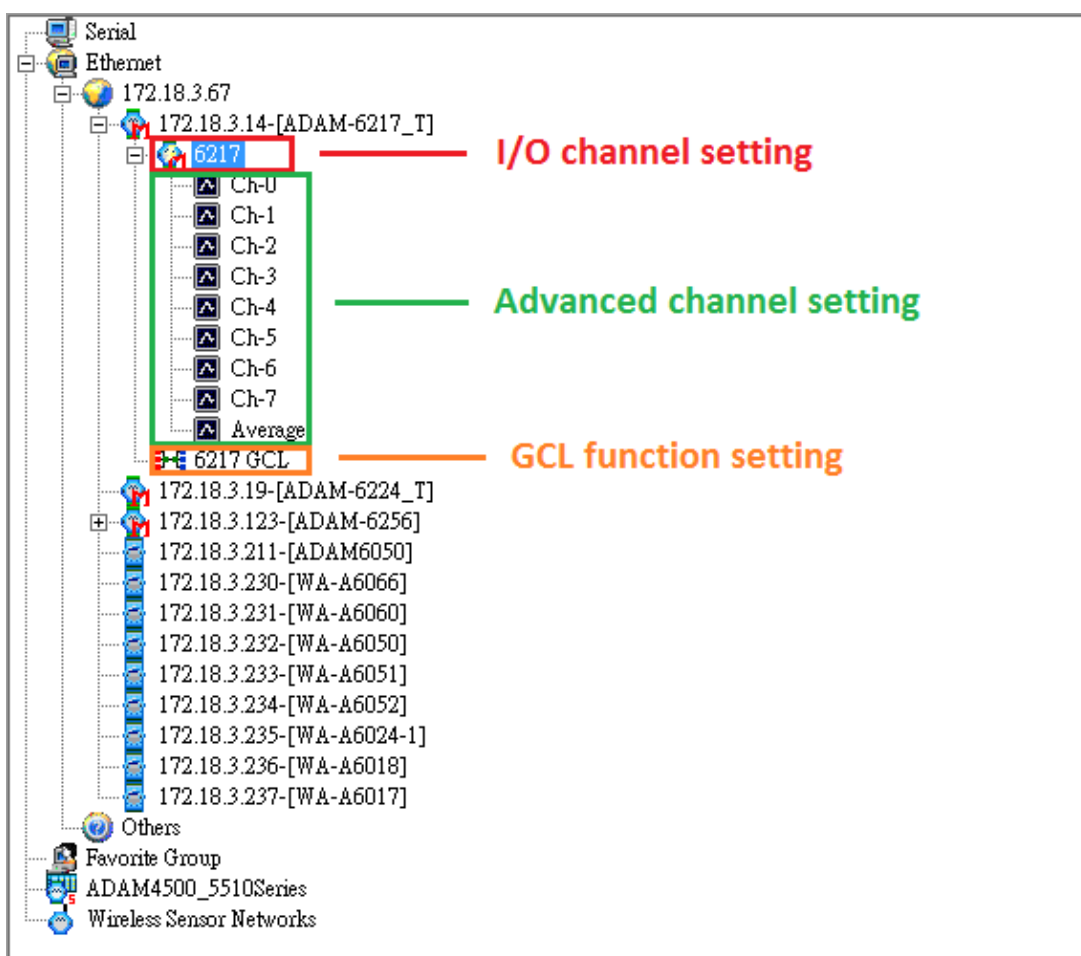 Serial
Ethernet
172.18.3.67
172.18.3.14-[ADAM-6217_T]
6217 I/O channel setting
Ch-0
Ch-1
Ch-2
Ch-3
Ch-4 Advanced channel setting
Ch-5
Ch-6
Ch-7
Average
6217 GCL GCL function setting
172.18.3.19-[ADAM-6224_T]
172.18.3.123-[ADAM-6256]
172.18.3.211-[ADAM6050]
172.18.3.230-[WA-A6066]
172.18.3.231-[WA-A6060]
172.18.3.232-[WA-A6050]
172.18.3.233-[WA-A6051]
172.18.3.234-[WA-A6052]
172.18.3.235-[WA-A6024-1]
172.18.3.236-[WA-A6018]
172.18.3.237-[WA-A6017]
Others
Favorite Group
ADAM4500_5510Series
Wireless Sensor Networks